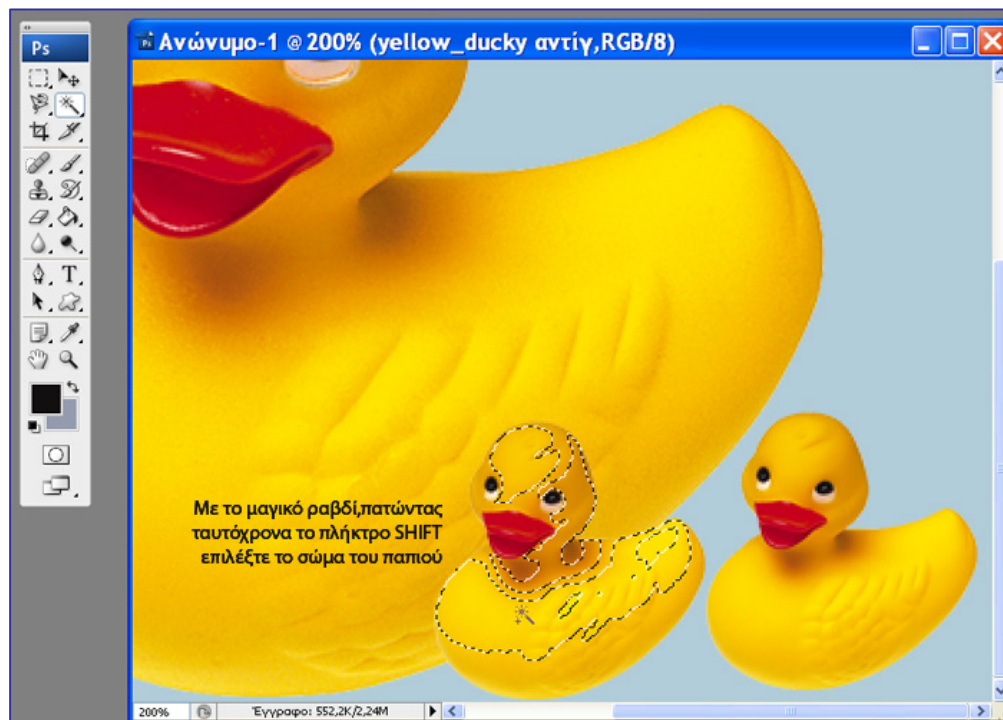 Ps
Ανώνυμο-1 @ 200% (yellow_ducky αντίγ,RGB/8)
T
Με το μαγικό ραβδί,πατώντας
ταυτόχρονα το πλήκτρο SHIFT
επιλέξτε το σώμα του παπιού
200%
Έγγραφο: 552,2K/2,24M